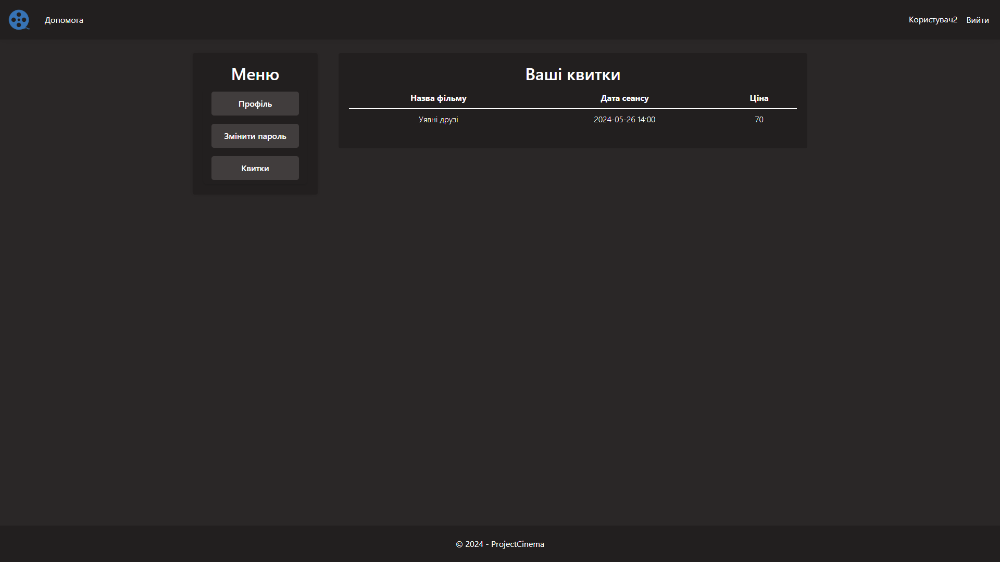 Допомога
Користувач2
Вийти
Меню
Профіль
Змінити пароль
Квитки
Ваші квитки
Назва фільму Дата сеансу Ціна
Уявні друзі 2024-05-26 14:00 70
© 2024 - ProjectCinema